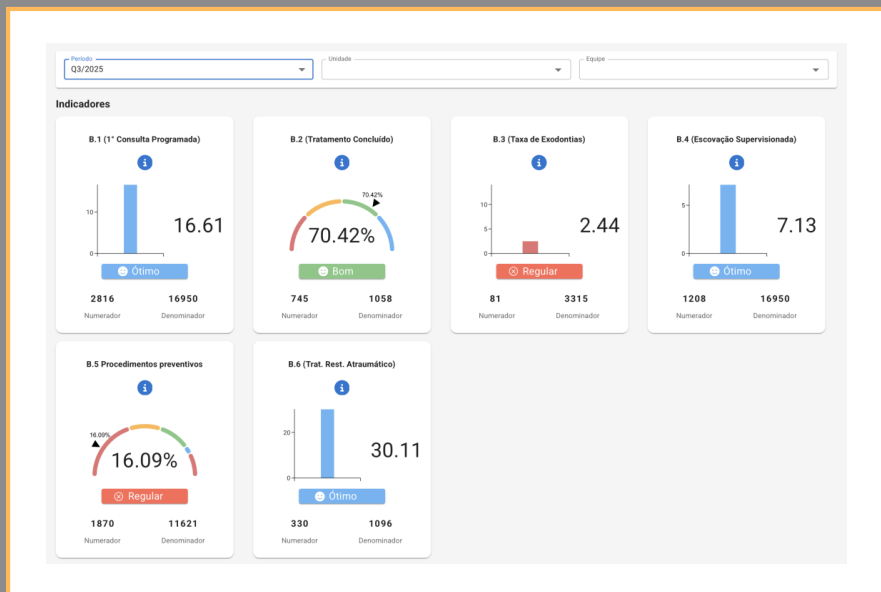 Período
Q3/2025
Unidade
Equipe
Indicadores
B.1 (1° Consulta Programada)
10
0
16.61
Ótimo
2816 16950
Numerador Denominador
B.2 (Tratamento Concluído)
70.42%
70.42%
Bom
745 1058
Numerador Denominador
B.3 (Taxa de Exodontias)
10
5
0
2.44
Regular
81 3315
Numerador Denominador
B.4 (Escovação Supervisionada)
5
0
7.13
Ótimo
1208 16950
Numerador Denominador
B.5 Procedimentos preventivos
16.09%
16.09%
Regular
1870 11621
Numerador Denominador
B.6 (Trat. Rest. Atraumático)
20
0
30.11
Ótimo
330 1096
Numerador Denominador